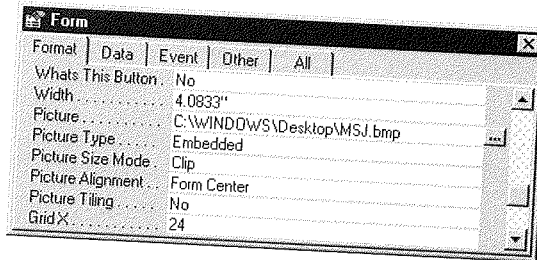 Form
Format Data Event Other All
Whats This Button . No
Width . . . . . . . . . . . 4.0833"
Picture . . . . . . . . . . C:\WINDOWS\Desktop\MSJ.bmp ...
Picture Type . . . . . Embedded
Picture Size Mode . Clip
Picture Alignment . . Form Center
Picture Tiling . . . . . No
Grid X . . . . . . . . . . . 24